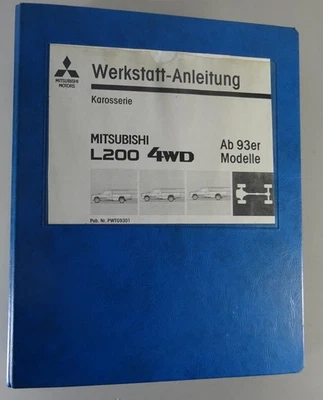 MITSUBISHI
MOTORS
Werkstatt-Anleitung
Karosserie
MITSUBISHI
L200 4WD
Ab 93er
Modelle
Pub. Nr. PWTG9301